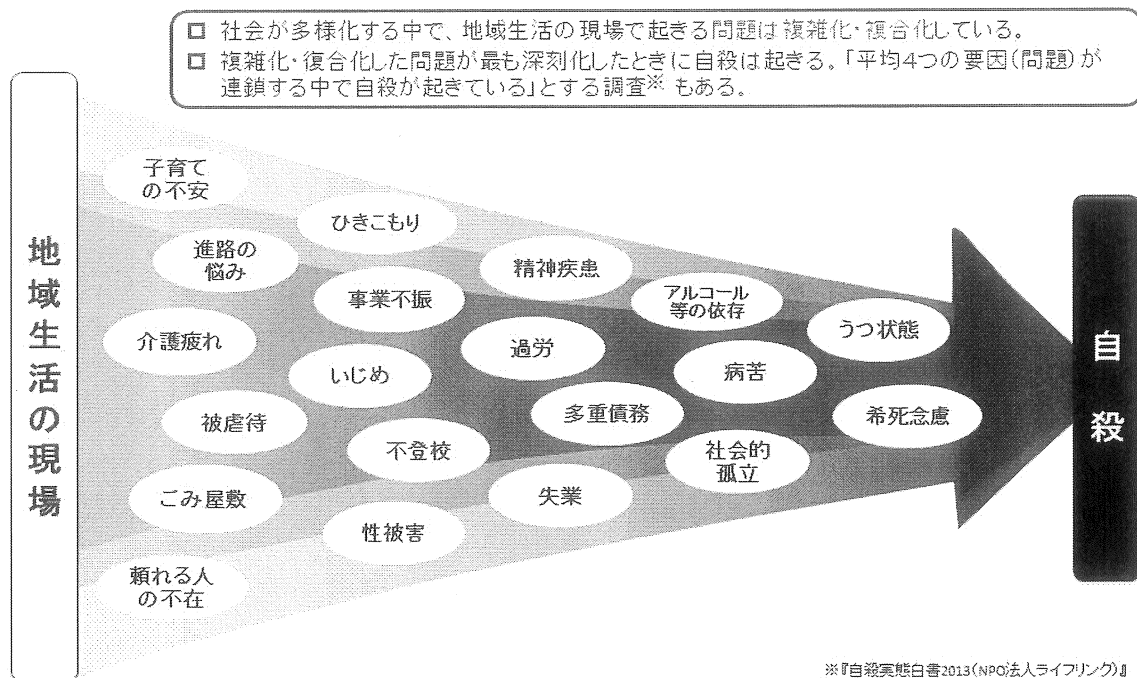 □ 社会が多様化する中で、地域生活の現場で起きる問題は複雑化・複合化している。
□ 複雑化・復合化した問題が最も深刻化したときに自殺は起きる。「平均4つの要因(問題)が
連鎖する中で自殺が起きている」とする調査※ もある。
地域生活の現場
子育て
の不安
進路の
悩み
介護疲れ
被虐待
ごみ屋敷
頼れる人
の不在
ひきこもり
事業不振
いじめ
不登校
性被害
精神疾患
過労
多重債務
失業
アルコール
等の依存
病苦
社会的
孤立
うつ状態
希死念慮
自殺
※『自殺実態白書2013(NPO法人ライフリンク)』